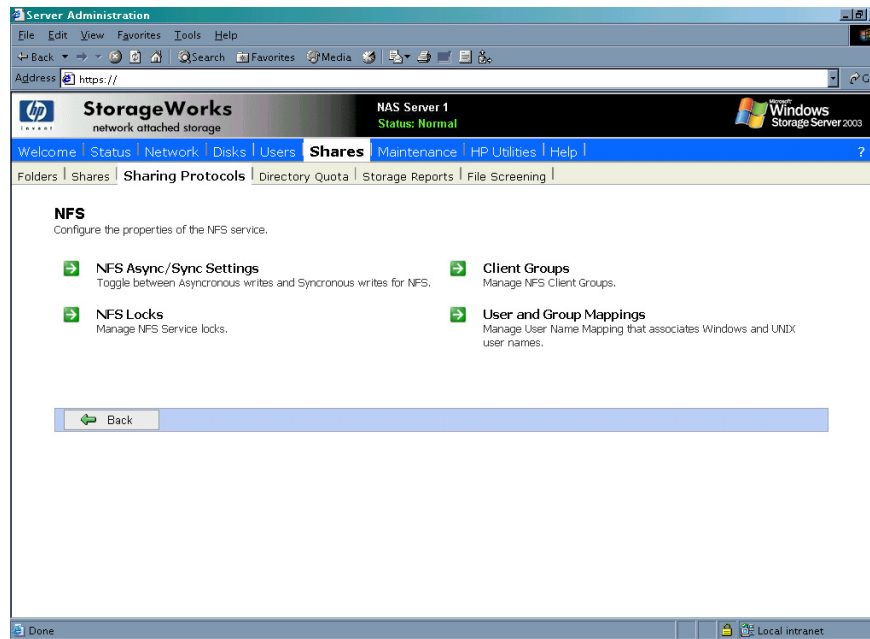 Server Administration
File Edit View Favorites Tools Help
Back Search Favorites Media
Address https:// G
hp
invent
StorageWorks
network attached storage
NAS Server 1
Status: Normal
Microsoft
Windows
Storage Server 2003
Welcome Status Network Disks Users Shares Maintenance HP Utilities Help ?
Folders Shares Sharing Protocols Directory Quota Storage Reports File Screening
NFS
Configure the properties of the NFS service.
NFS Async/Sync Settings
Toggle between Asyncronous writes and Syncronous writes for NFS.
Client Groups
Manage NFS Client Groups.
NFS Locks
Manage NFS Service locks.
User and Group Mappings
Manage User Name Mapping that associates Windows and UNIX
user names.
Back
Done
Local intranet